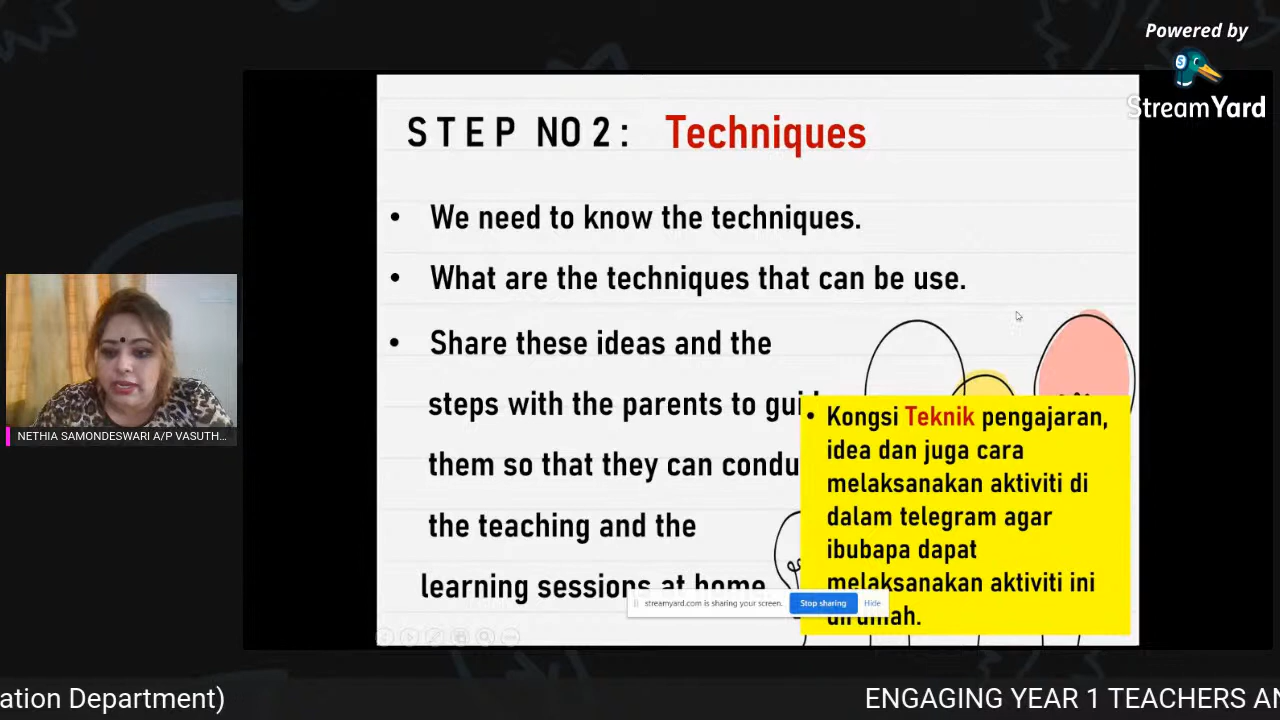 Powered by
StreamYard
STEP NO 2: Techniques
• We need to know the techniques.
• What are the techniques that can be use.
• Share these ideas and the
steps with the parents to
them so that they can
the teaching and the
learning sessions at home.
• Kongsi Teknik pengajaran,
idea dan juga cara
melaksanakan aktiviti di
dalam telegram agar
ibubapa dapat
melaksanakan aktiviti ini
streamyard.com is sharing your screen.
Stop sharing
Hide
NETHIA SAMONDESWARI A/P VASUTH...
ation Department)
ENGAGING YEAR 1 TEACHERS AN